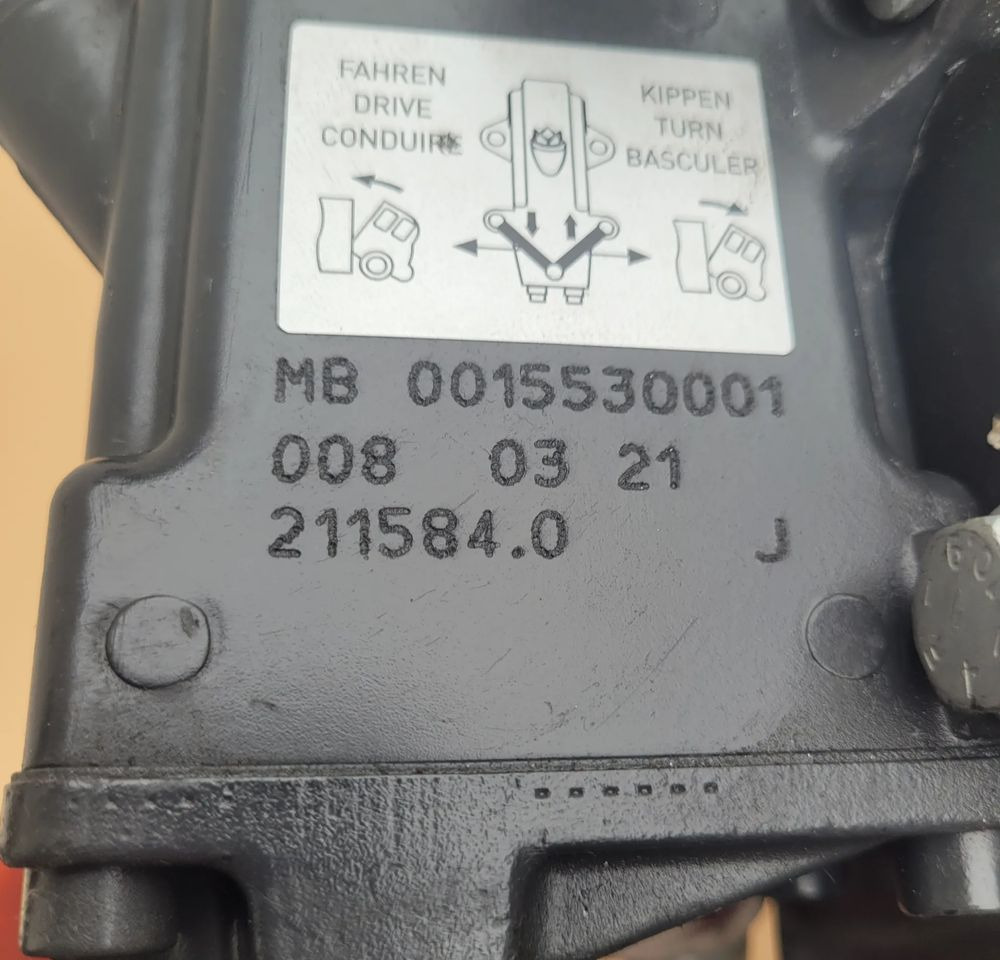 FAHREN
DRIVE
CONDUIRE
KIPPEN
TURN
BASCULER
MB 0015530001
008 03 21
211584.0 J